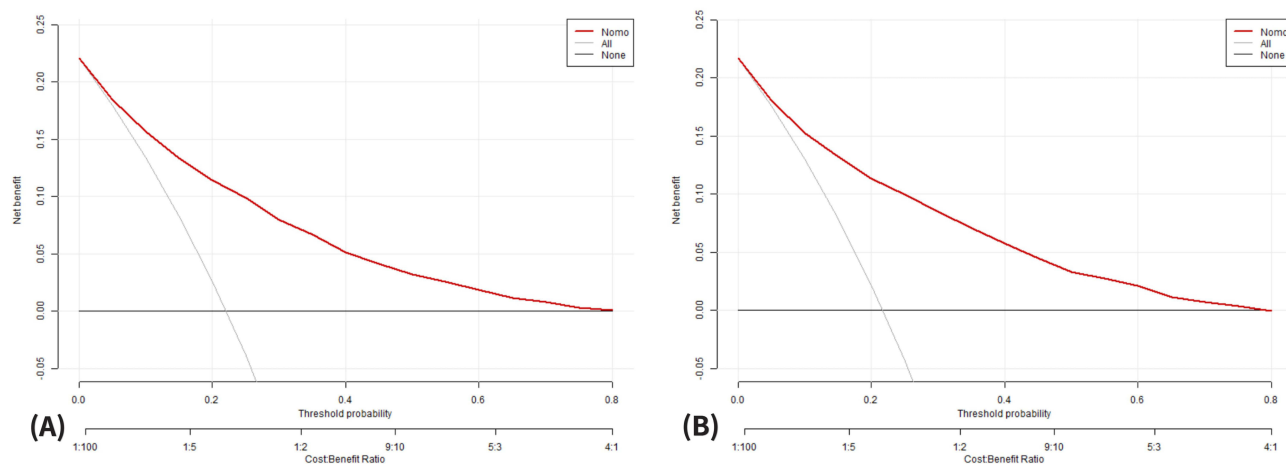 0.25
0.20
0.15
0.10
0.05
0.00
-0.05
Net benefit
Nomo
All
None
0.0 0.2 0.4 0.6 0.8
Threshold probability
(A)
1:100 1:5 1:2 9:10 5:3 4:1
Cost:Benefit Ratio
0.25
0.20
0.15
0.10
0.05
0.00
-0.05
Net benefit
Nomo
All
None
0.0 0.2 0.4 0.6 0.8
Threshold probability
(B)
1:100 1:5 1:2 9:10 5:3 4:1
Cost:Benefit Ratio